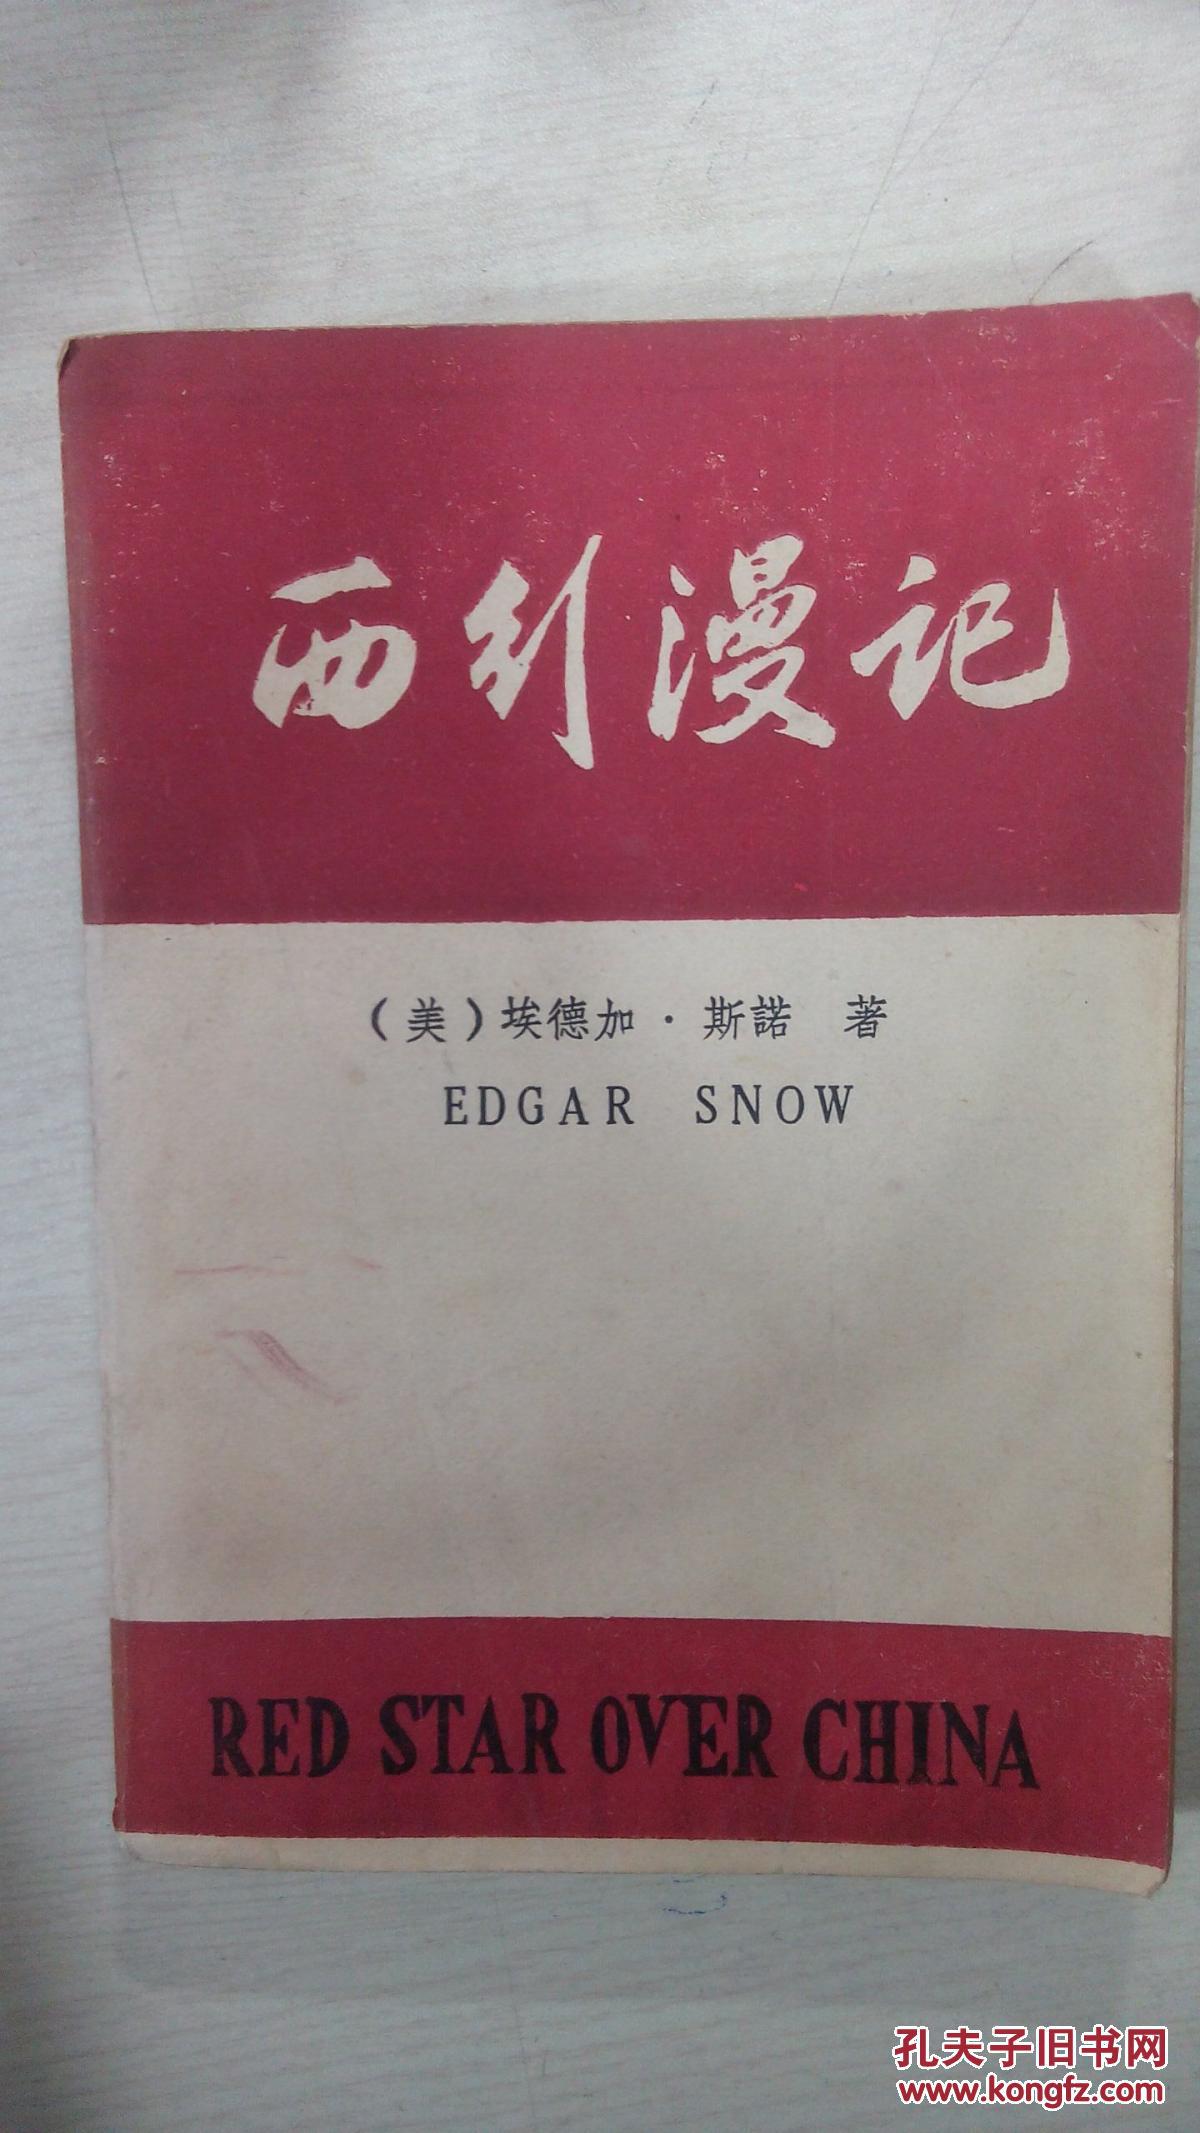 西行漫记
（美）埃德加·斯諾 著
EDGAR SNOW
RED STAR OVER CHINA
孔夫子旧书网
www.kongfz.com